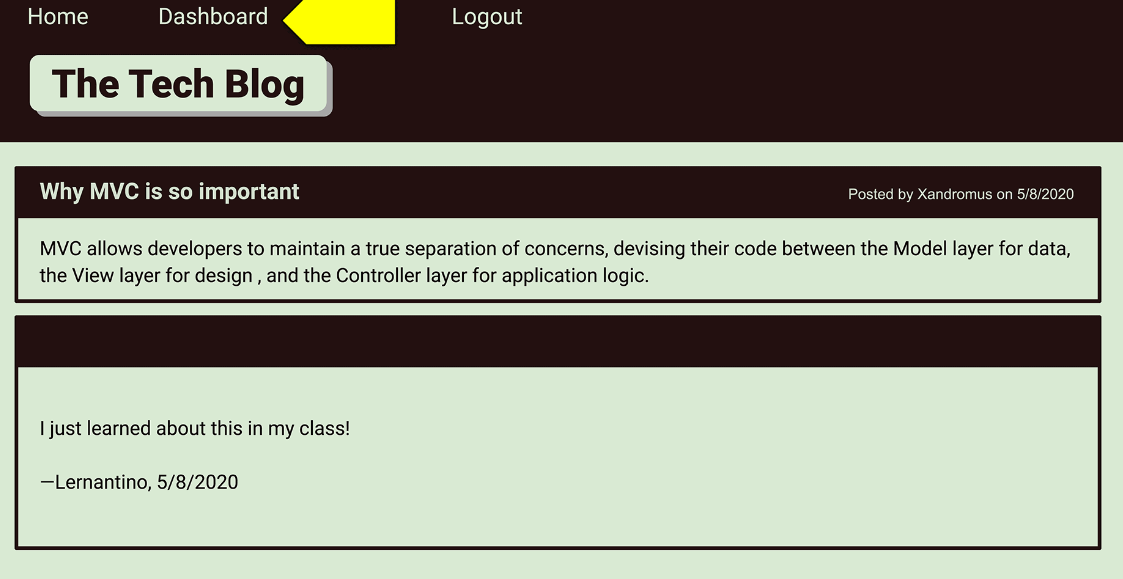 Home Dashboard Logout
The Tech Blog
Why MVC is so important
Posted by Xandromus on 5/8/2020
MVC allows developers to maintain a true separation of concerns, devising their code between the Model layer for data,
the View layer for design , and the Controller layer for application logic.
I just learned about this in my class!
—Lernantino, 5/8/2020